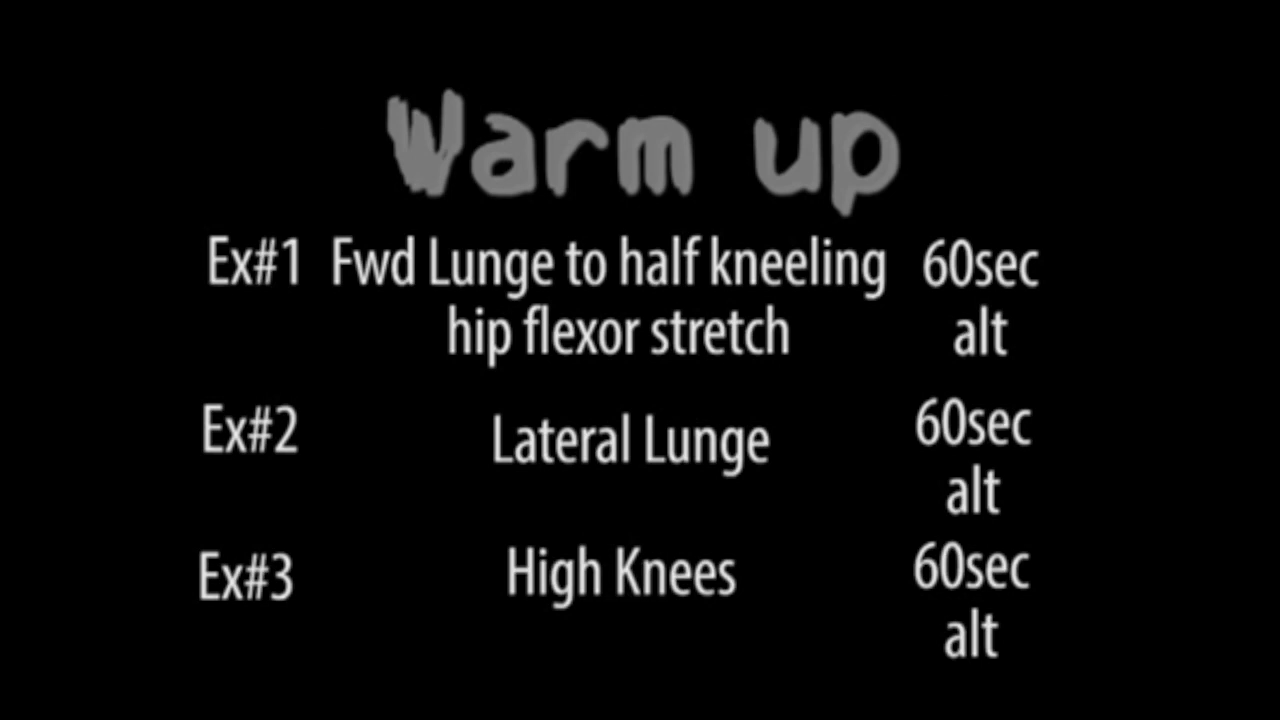 Warm up
Ex#1 Fwd Lunge to half kneeling 60sec
hip flexor stretch alt
Ex#2 Lateral Lunge 60sec
alt
Ex#3 High Knees 60sec
alt